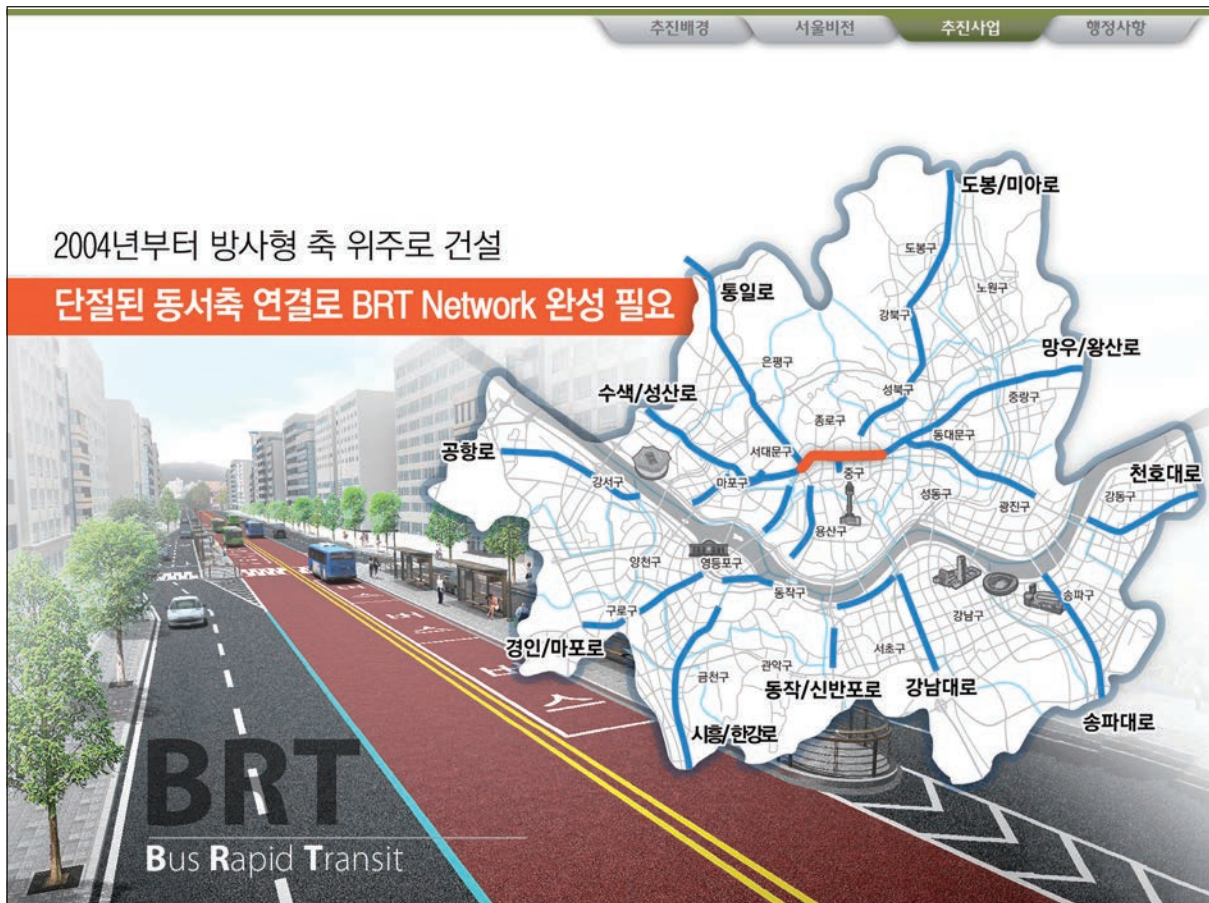 추진배경
서울비전
추진사업
행정사항
2004년부터 방사형 축 위주로 건설
단절된 동서축 연결로 BRT Network 완성 필요
도봉/미아로
통일로
망우/왕산로
수색/성산로
공항로
천호대로
경인/마포로
시흥/한강로
동작/신반포로
강남대로
송파대로
도봉구
노원구
강북구
은평구
성북구
중랑구
종로구
동대문구
서대문구
중구
마포구
강서구
성동구
광진구
강동구
용산구
양천구
영등포구
동작구
송파구
강남구
구로구
서초구
관악구
금천구
버스
BRT
Bus Rapid Transit